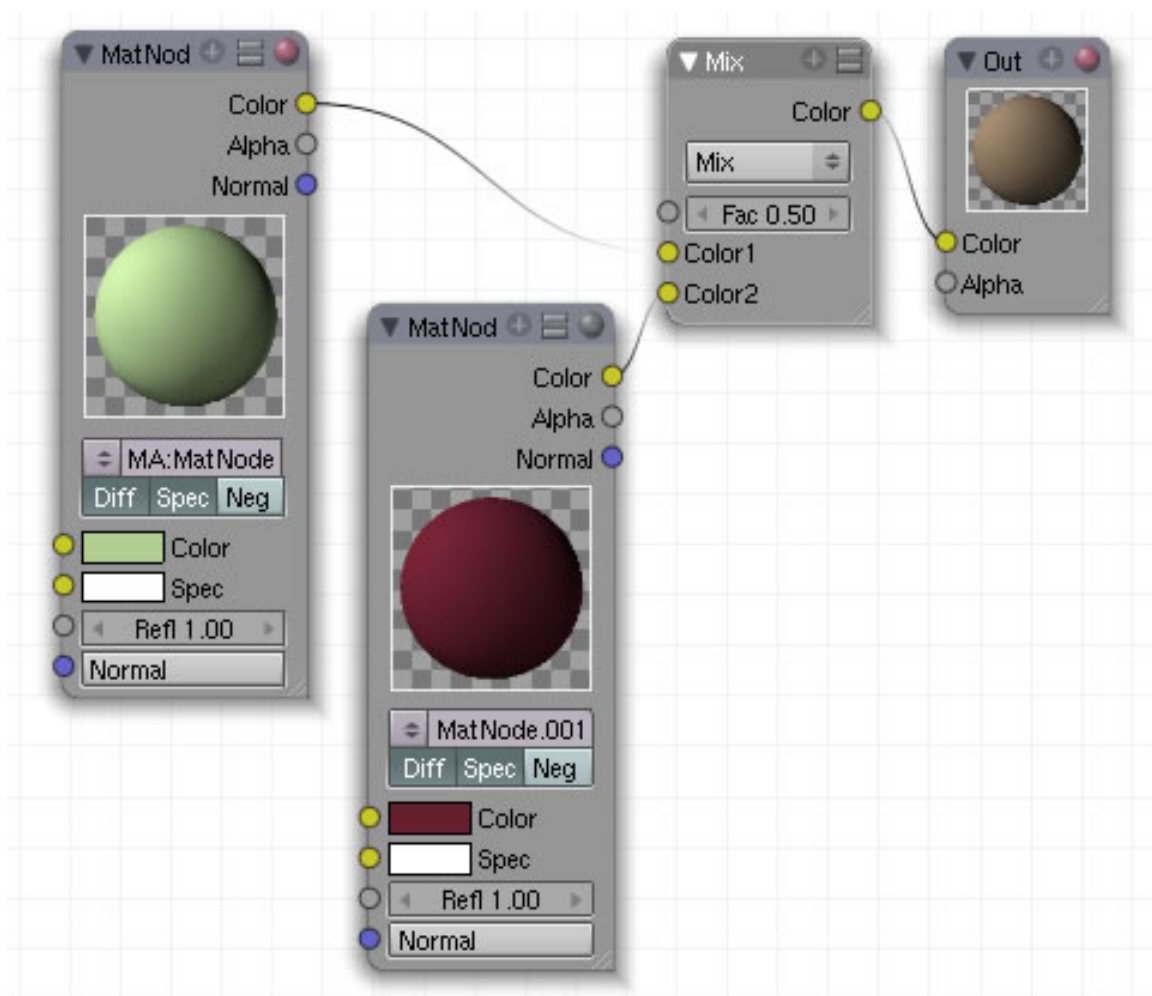 MatNod
Color
Alpha
Normal
MA:MatNode
Diff Spec Neg
Color
Spec
Refl 1.00
Normal
MatNod
Color
Alpha
Normal
MatNode.001
Diff Spec Neg
Color
Spec
Refl 1.00
Normal
Mix
Color
Mix
Fac 0.50
Color1
Color2
Out
Color
Alpha